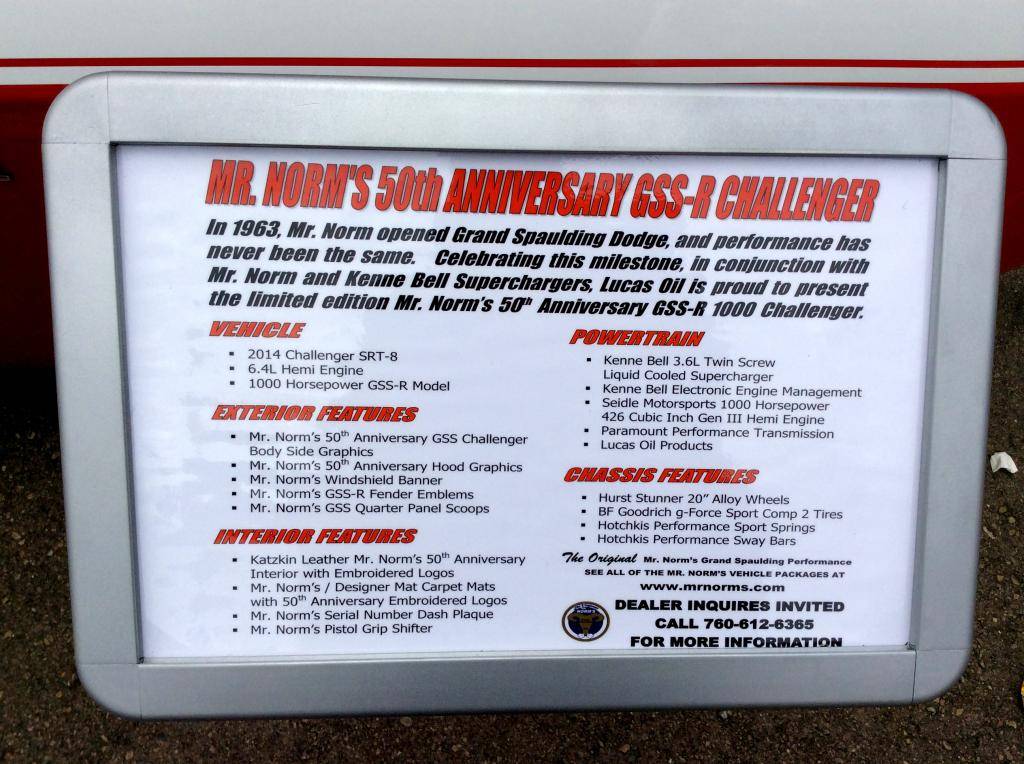 MR. NORM'S 50th ANNIVERSARY GSS-R CHALLENGER
In 1963, Mr. Norm opened Grand Spaulding Dodge, and performance has
never been the same. Celebrating this milestone, in conjunction with
Mr. Norm and Kenne Bell Superchargers, Lucas Oil is proud to present
the limited edition Mr. Norm's 50th Anniversary GSS-R 1000 Challenger.
VEHICLE
▪ 2014 Challenger SRT-8
▪ 6.4L Hemi Engine
▪ 1000 Horsepower GSS-R Model
EXTERIOR FEATURES
▪ Mr. Norm's 50th Anniversary GSS Challenger
Body Side Graphics
▪ Mr. Norm's 50th Anniversary Hood Graphics
▪ Mr. Norm's Windshield Banner
▪ Mr. Norm's GSS-R Fender Emblems
▪ Mr. Norm's GSS Quarter Panel Scoops
INTERIOR FEATURES
▪ Katzkin Leather Mr. Norm's 50th Anniversary
Interior with Embroidered Logos
▪ Mr. Norm's / Designer Mat Carpet Mats
with 50th Anniversary Embroidered Logos
▪ Mr. Norm's Serial Number Dash Plaque
▪ Mr. Norm's Pistol Grip Shifter
POWERTRAIN
▪ Kenne Bell 3.6L Twin Screw
Liquid Cooled Supercharger
▪ Kenne Bell Electronic Engine Management
▪ Seidle Motorsports 1000 Horsepower
426 Cubic Inch Gen III Hemi Engine
▪ Paramount Performance Transmission
▪ Lucas Oil Products
CHASSIS FEATURES
▪ Hurst Stunner 20" Alloy Wheels
▪ BF Goodrich g-Force Sport Comp 2 Tires
▪ Hotchkis Performance Sport Springs
▪ Hotchkis Performance Sway Bars
The Original Mr. Norm's Grand Spaulding Performance
SEE ALL OF THE MR. NORM'S VEHICLE PACKAGES AT
www.mrnorms.com
DEALER INQUIRES INVITED
CALL 760-612-6365
FOR MORE INFORMATION